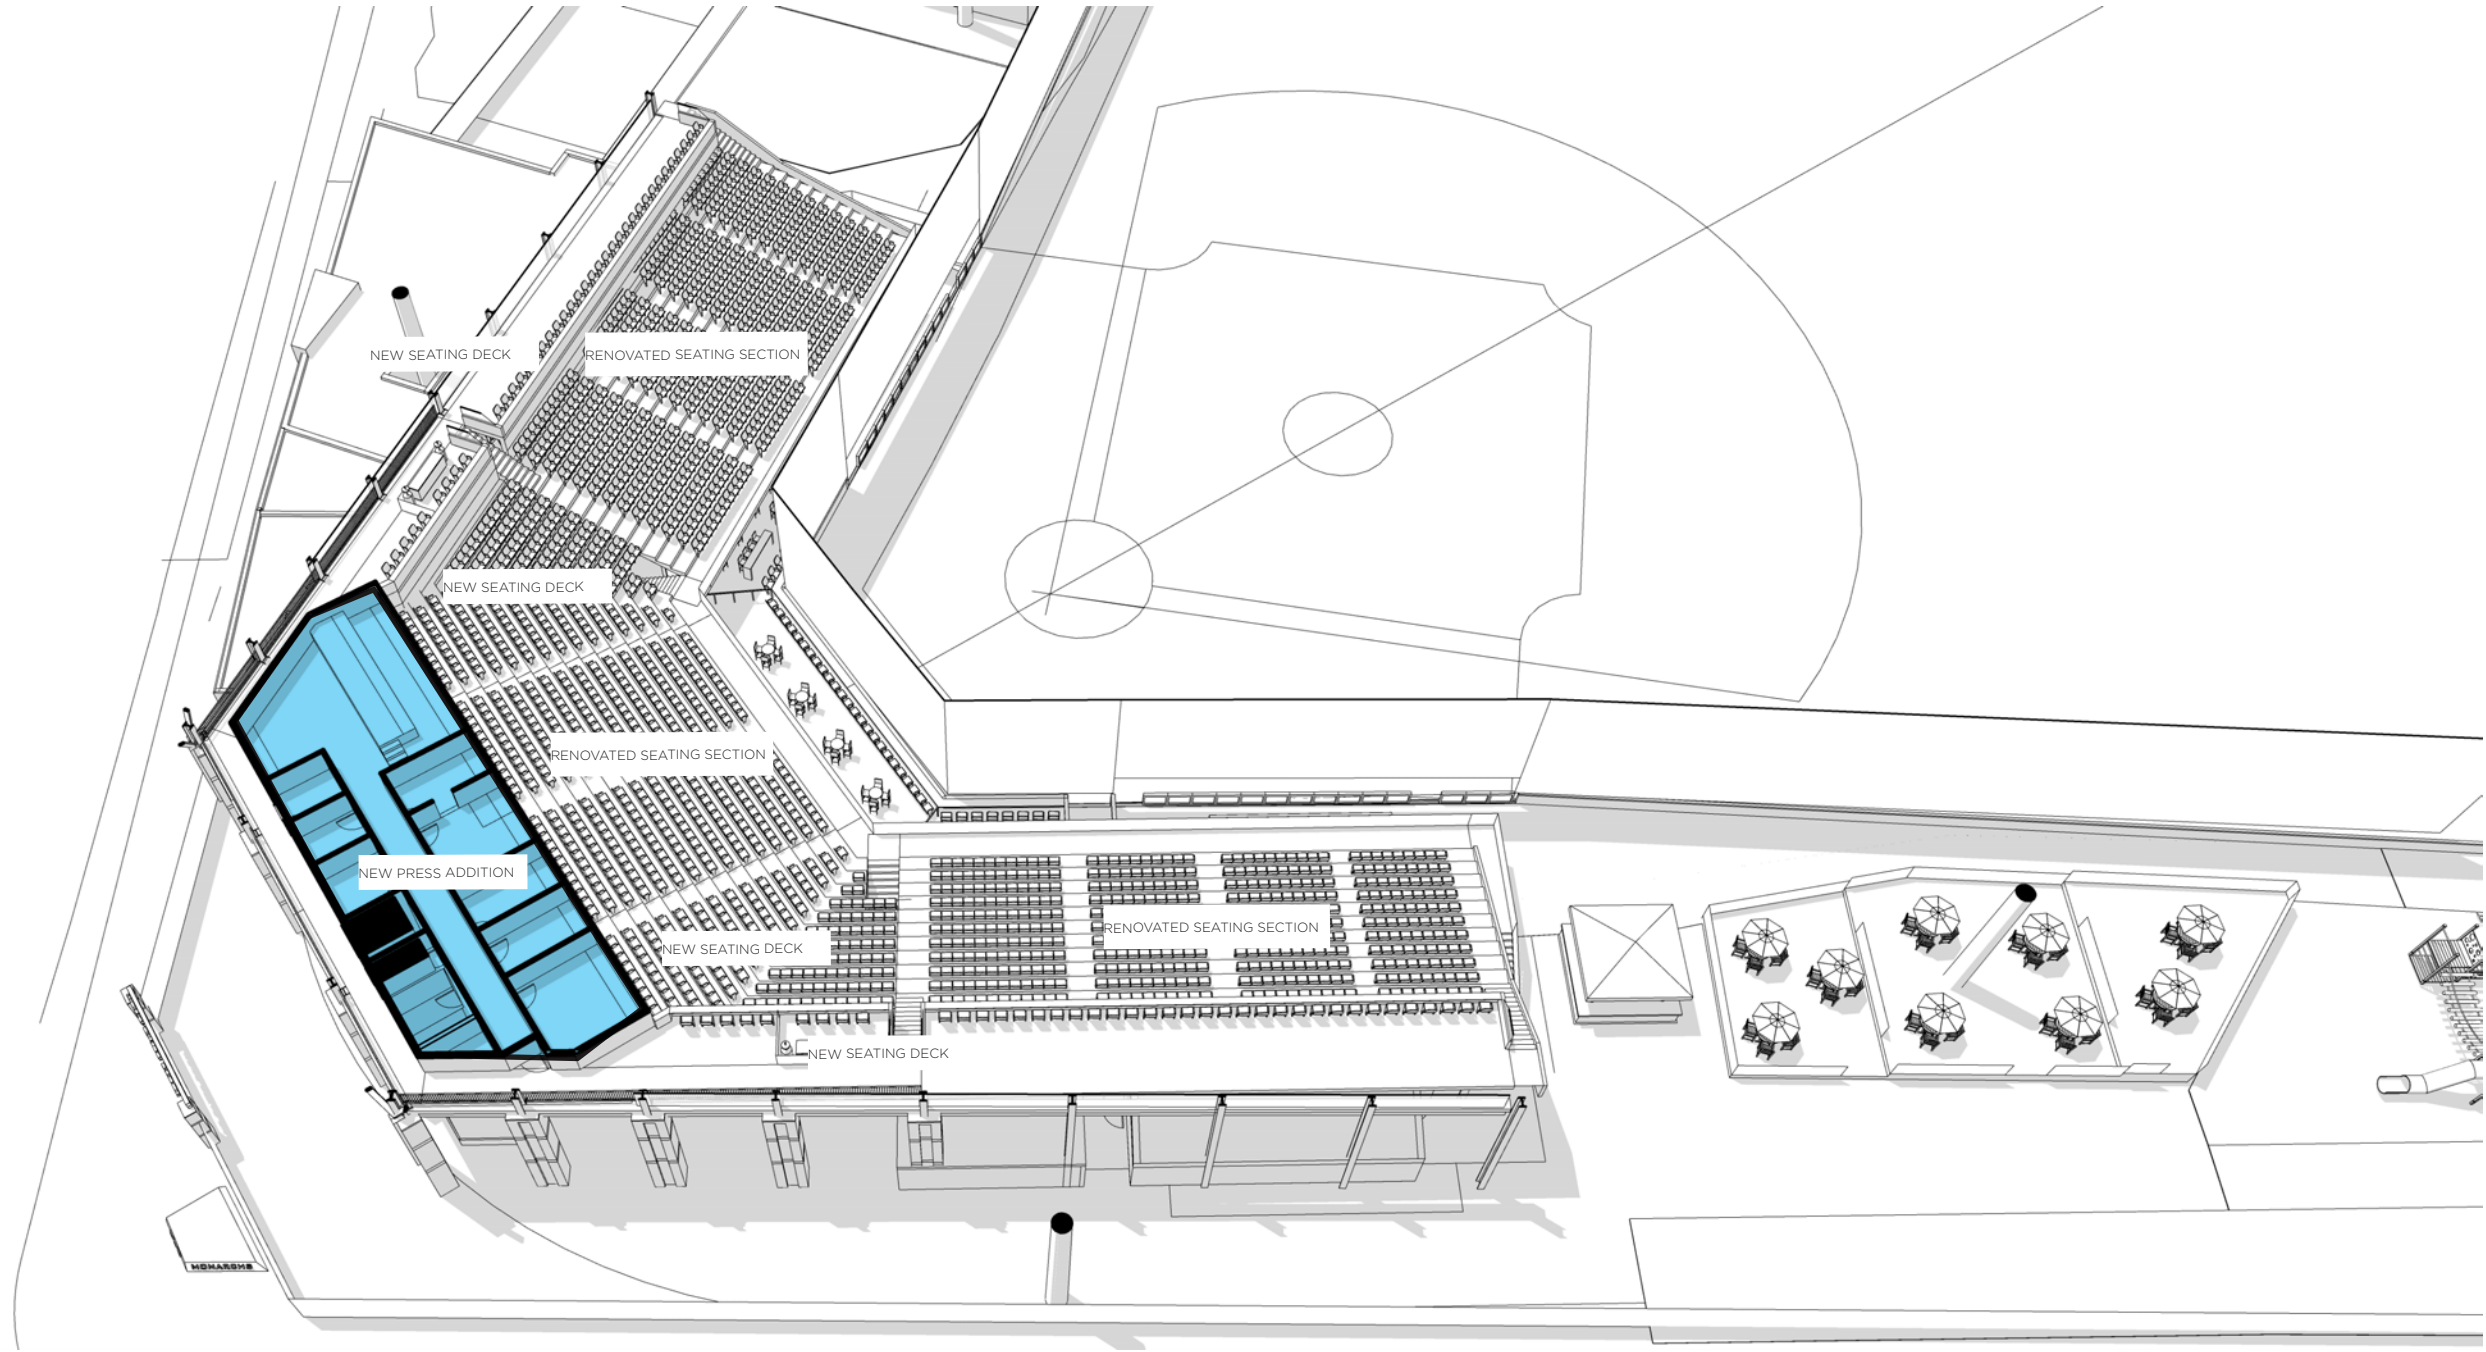 NEW SEATING DECK
RENOVATED SEATING SECTION
NEW SEATING DECK
RENOVATED SEATING SECTION
NEW PRESS ADDITION
RENOVATED SEATING SECTION
NEW SEATING DECK
NEW SEATING DECK
MONARCHS